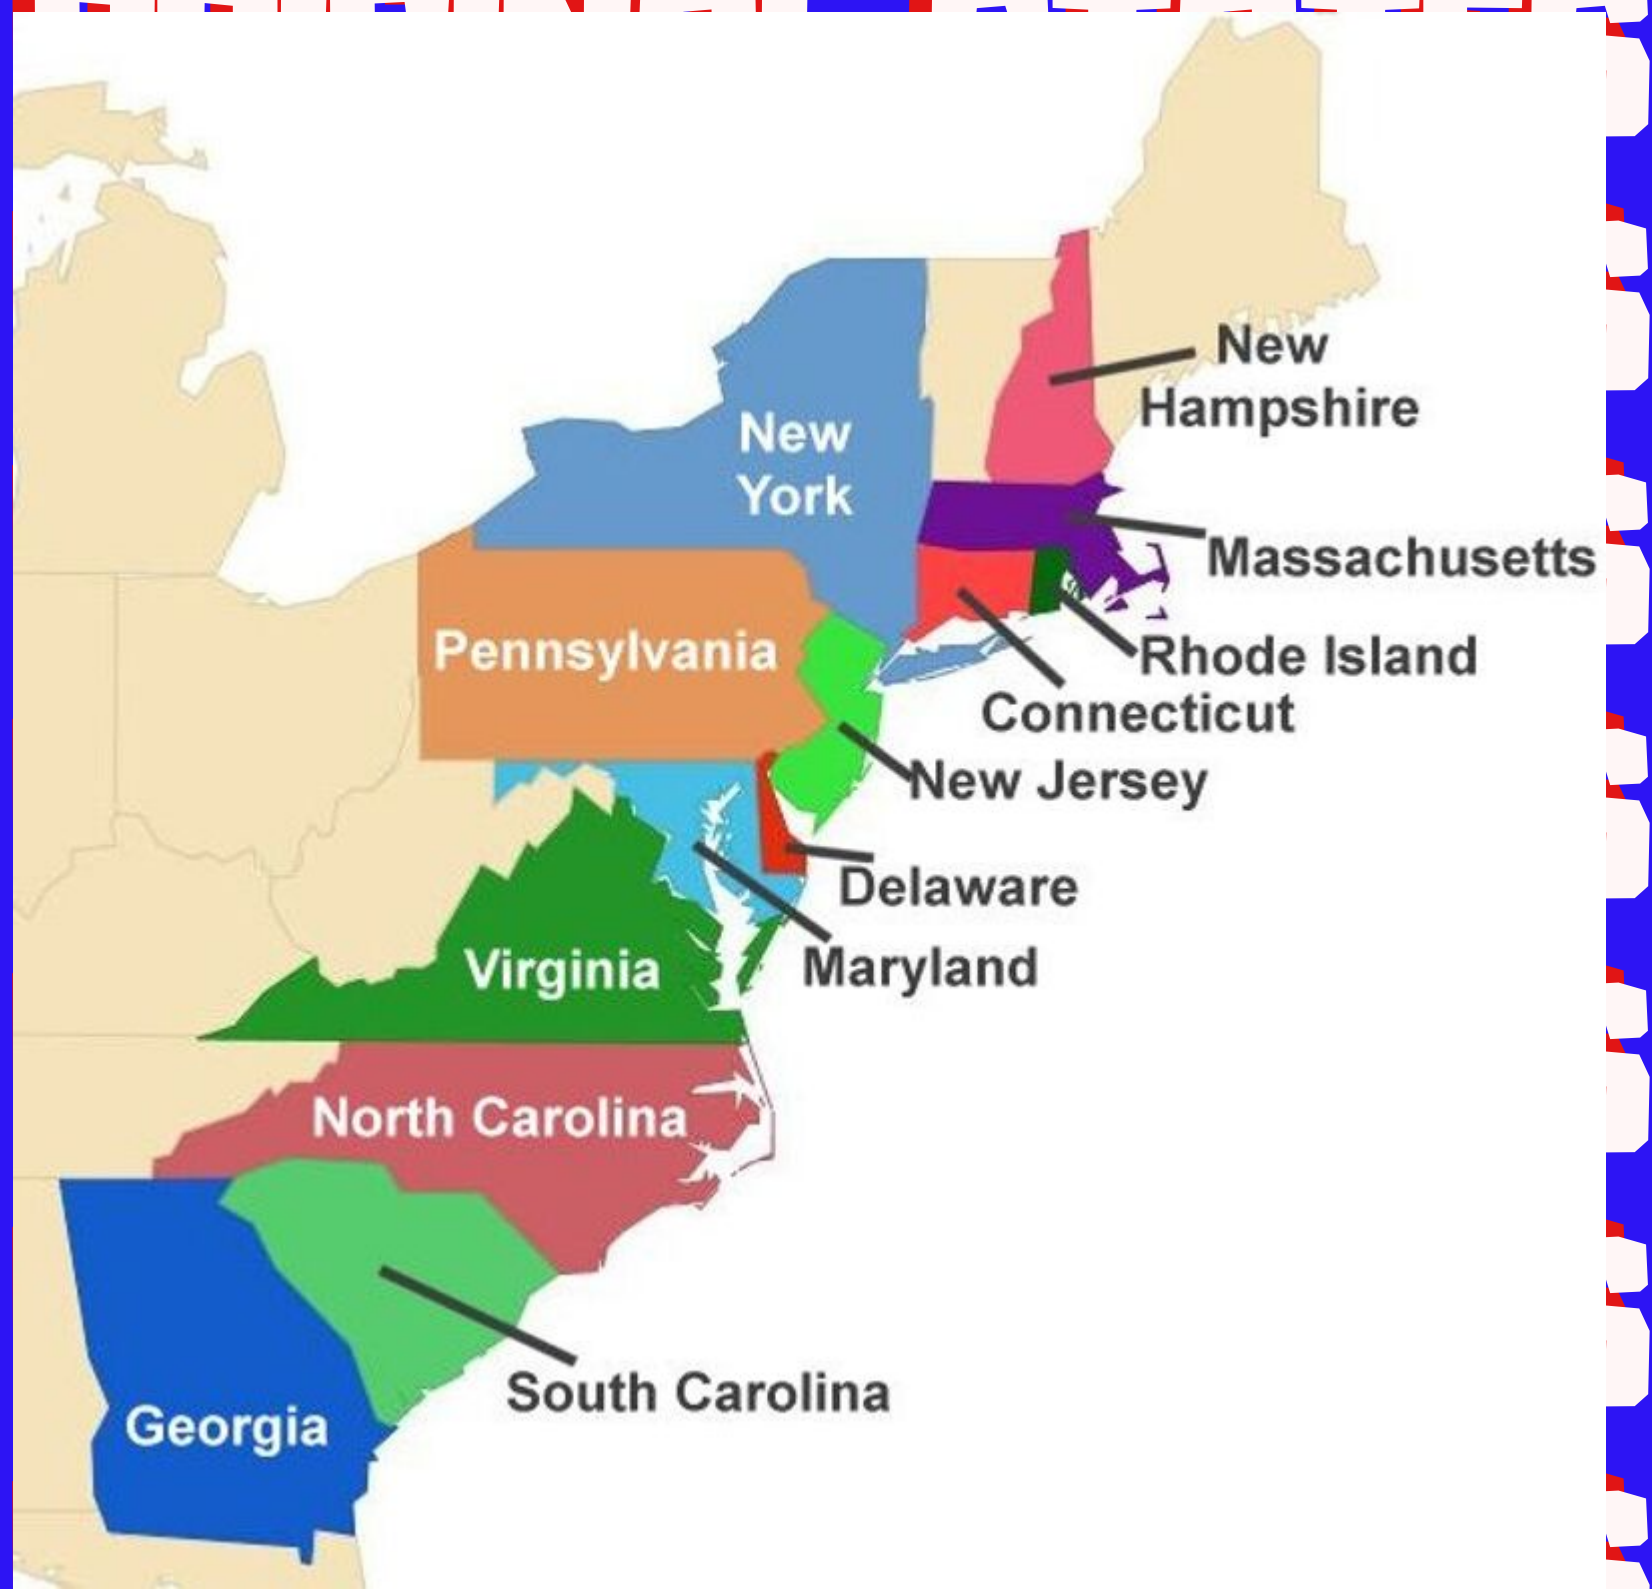 New
Hampshire
New
York
Massachusetts
Pennsylvania
Rhode Island
Connecticut
New Jersey
Delaware
Virginia
Maryland
North Carolina
South Carolina
Georgia